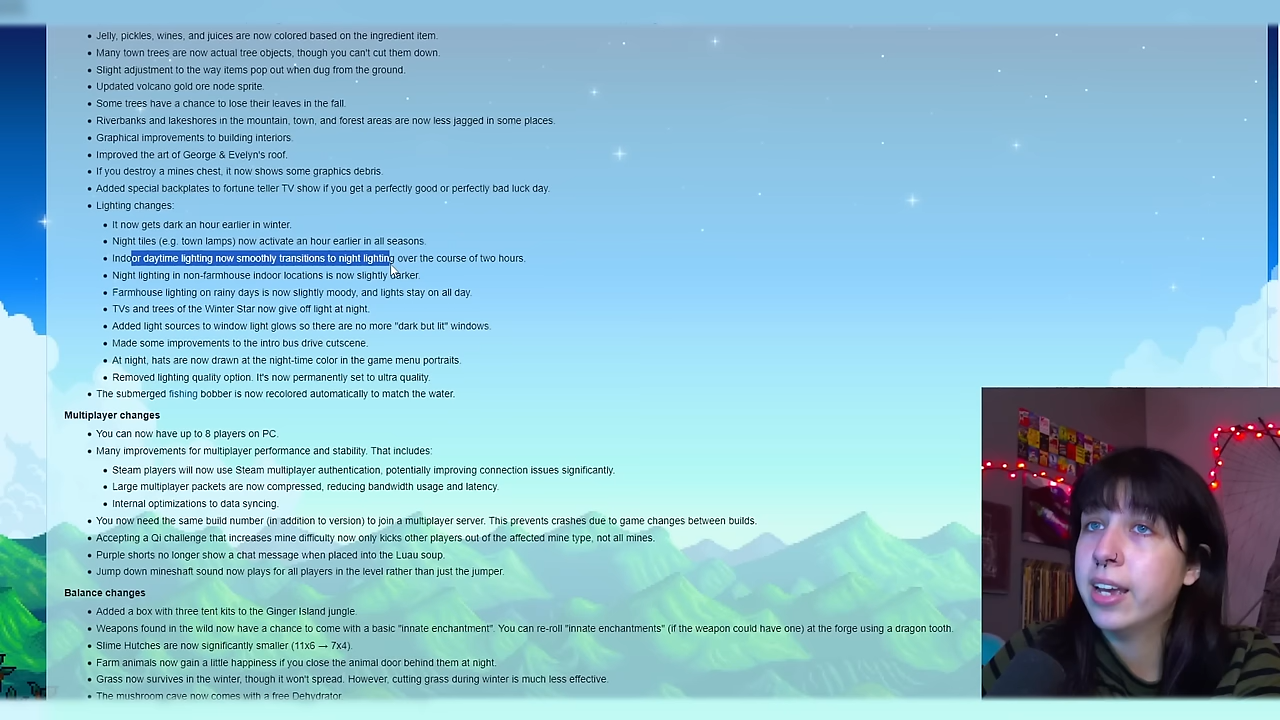 Jelly, pickles, wines, and juices are now colored based on the ingredient item.
Many town trees are now actual tree objects, though you can't cut them down.
Slight adjustment to the way items pop out when dug from the ground.
Updated volcano gold ore node sprite.
Some trees have a chance to lose their leaves in the fall.
Riverbanks and lakeshores in the mountain, town, and forest areas are now less jagged in some places.
Graphical improvements to building interiors.
Improved the art of George & Evelyn's roof.
If you destroy a mines chest, it now shows some graphics debris.
Added special backplates to fortune teller TV show if you get a perfectly good or perfectly bad luck day.
Lighting changes:
It now gets dark an hour earlier in winter.
Night tiles (e.g. town lamps) now activate an hour earlier in all seasons.
Indoor daytime lighting now smoothly transitions to night lighting over the course of two hours.
Night lighting in non-farmhouse indoor locations is now slightly darker.
Farmhouse lighting on rainy days is now slightly moody, and lights stay on all day.
TVs and trees of the Winter Star now give off light at night.
Added light sources to window light glows so there are no more "dark but lit" windows.
Made some improvements to the intro bus drive cutscene.
At night, hats are now drawn at the night-time color in the game menu portraits.
Removed lighting quality option. It's now permanently set to ultra quality.
The submerged fishing bobber is now recolored automatically to match the water.
Multiplayer changes
You can now have up to 8 players on PC.
Many improvements for multiplayer performance and stability. That includes:
Steam players will now use Steam multiplayer authentication, potentially improving connection issues significantly.
Large multiplayer packets are now compressed, reducing bandwidth usage and latency.
Internal optimizations to data syncing.
You now need the same build number (in addition to version) to join a multiplayer server. This prevents crashes due to game changes between builds.
Accepting a Qi challenge that increases mine difficulty now only kicks other players out of the affected mine type, not all mines.
Purple shorts no longer show a chat message when placed into the Luau soup.
Jump down mineshaft sound now plays for all players in the level rather than just the jumper.
Balance changes
Added a box with three tent kits to the Ginger Island jungle.
Weapons found in the wild now have a chance to come with a basic "innate enchantment". You can re-roll "innate enchantments" (if the weapon could have one) at the forge using a dragon tooth.
Slime Hutches are now significantly smaller (11x6 → 7x4).
Farm animals now gain a little happiness if you close the animal door behind them at night.
Grass now survives in the winter, though it won't spread. However, cutting grass during winter is much less effective.
The mushroom cave now comes with a free Dehydrator.